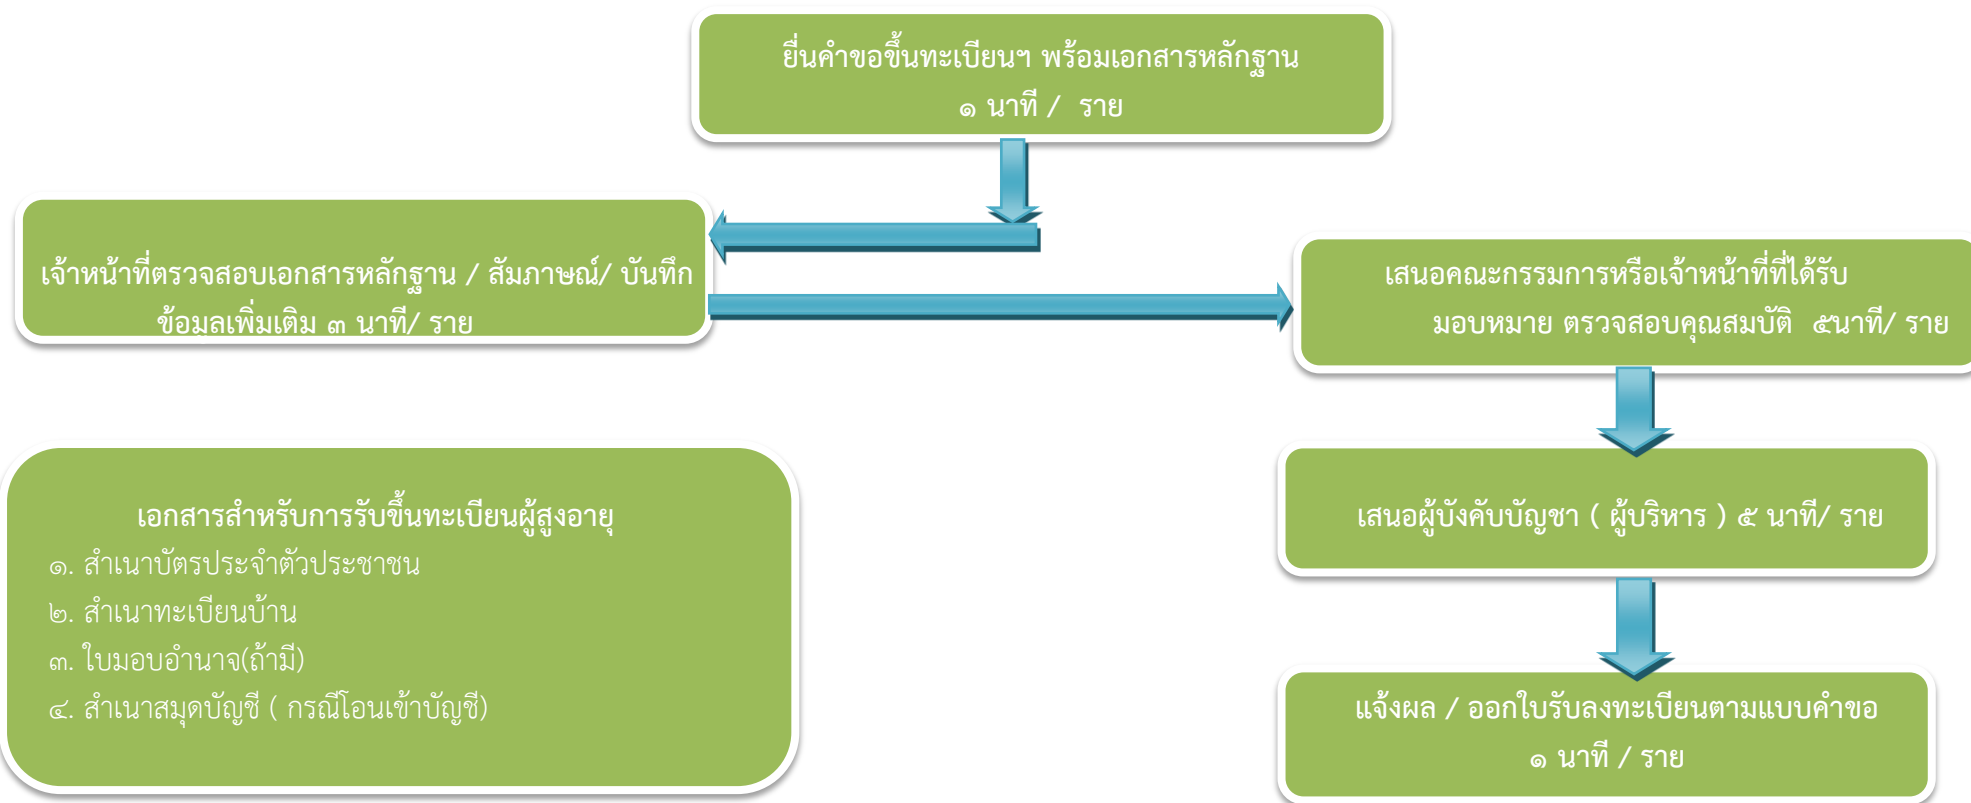 ยื่นคำขอขึ้นทะเบียนฯ พร้อมเอกสารหลักฐาน
๑ นาที / ราย
เจ้าหน้าที่ตรวจสอบเอกสารหลักฐาน / สัมภาษณ์/ บันทึก
ข้อมูลเพิ่มเติม ๓ นาที/ ราย
เสนอคณะกรรมการหรือเจ้าหน้าที่ที่ได้รับ
มอบหมาย ตรวจสอบคุณสมบัติ ๕นาที/ ราย
เสนอผู้บังคับบัญชา ( ผู้บริหาร ) ๕ นาที/ ราย
แจ้งผล / ออกใบรับลงทะเบียนตามแบบคำขอ
๑ นาที / ราย
เอกสารสำหรับการรับขึ้นทะเบียนผู้สูงอายุ
๑. สำเนาบัตรประจำตัวประชาชน
๒. สำเนาทะเบียนบ้าน
๓. ใบมอบอำนาจ(ถ้ามี)
๔. สำเนาสมุดบัญชี ( กรณีโอนเข้าบัญชี)